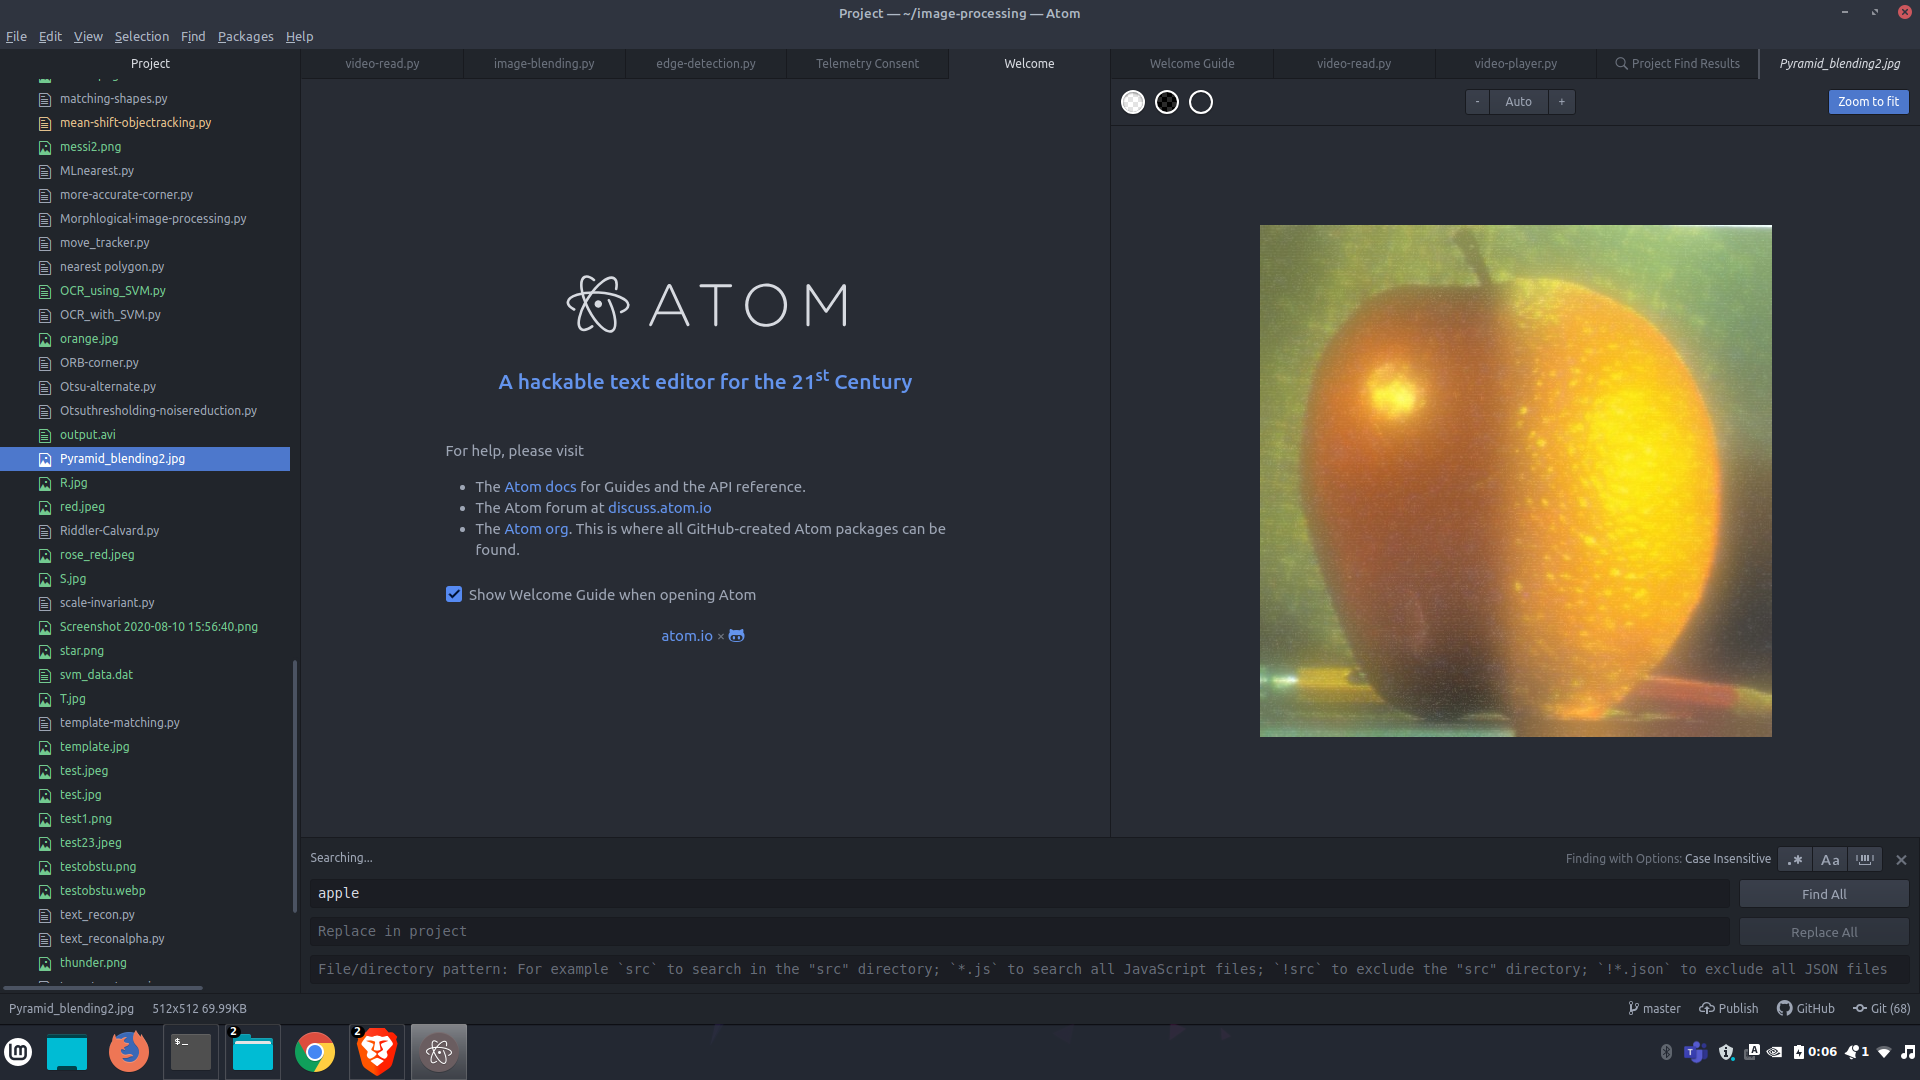 Project — ~/image-processing — Atom
File Edit View Selection Find Packages Help
Project
matching-shapes.py
mean-shift-objectracking.py
messi2.png
MLnearest.py
more-accurate-corner.py
Morphlogical-image-processing.py
move_tracker.py
nearest polygon.py
OCR_using_SVM.py
OCR_with_SVM.py
orange.jpg
ORB-corner.py
Otsu-alternate.py
Otsuthresholding-noisereduction.py
output.avi
Pyramid_blending2.jpg
R.jpg
red.jpeg
Riddler-Calvard.py
rose_red.jpeg
S.jpg
scale-invariant.py
Screenshot 2020-08-10 15:56:40.png
star.png
svm_data.dat
T.jpg
template-matching.py
template.jpg
test.jpeg
test.jpg
test1.png
test23.jpeg
testobstu.png
testobstu.webp
text_recon.py
text_reconalpha.py
thunder.png
video-read.py image-blending.py edge-detection.py Telemetry Consent Welcome
ATOM
A hackable text editor for the 21st Century
For help, please visit
• The Atom docs for Guides and the API reference.
• The Atom forum at discuss.atom.io
• The Atom org. This is where all GitHub-created Atom packages can be
found.
Show Welcome Guide when opening Atom
atom.io ×
Welcome Guide video-read.py video-player.py Project Find Results Pyramid_blending2.jpg
- Auto + Zoom to fit
Searching...
Finding with Options: Case Insensitive .* Aa
apple
Find All
Replace in project
Replace All
File/directory pattern: For example `src` to search in the "src" directory; `*.js` to search all JavaScript files; `!src` to exclude the "src" directory; `!*.json` to exclude all JSON files
Pyramid_blending2.jpg 512x512 69.99KB
master Publish GitHub Git (68)
$_ 2 2
A 0:06 1